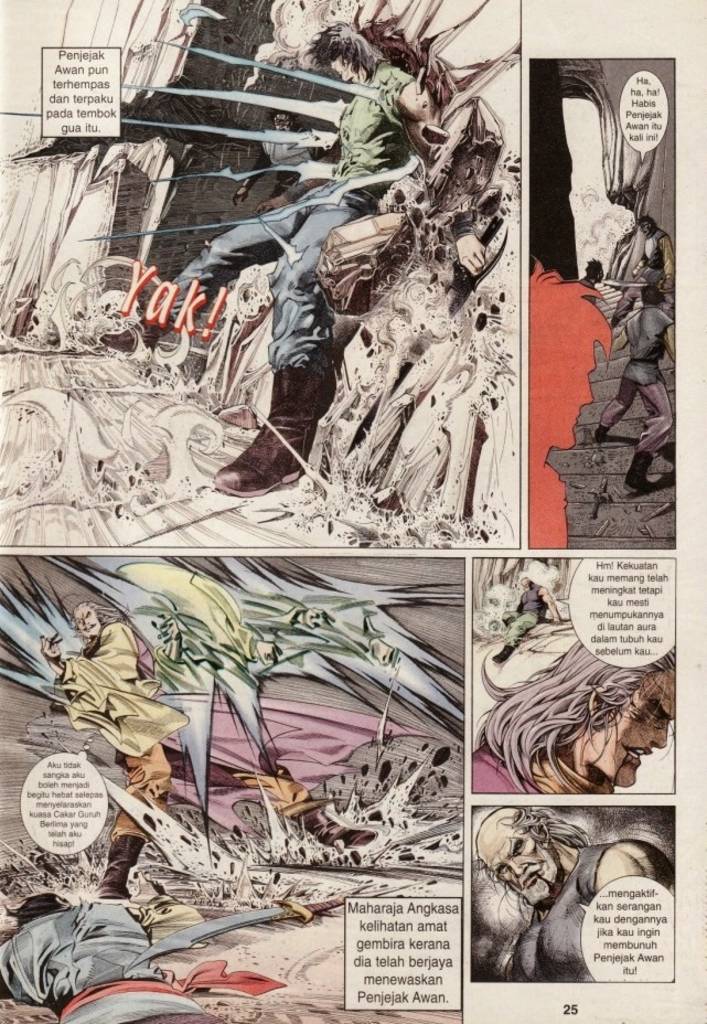 Penjejak
Awan pun
terhempas
dan terpaku
pada tembok
gua itu.
Yak!
Ha,
ha, ha!
Habis
Penjejak
Awan itu
kali ini!
Aku tidak
sangka aku
boleh menjadi
begitu hebat selepas
menyelaraskan
kuasa Cakar Guruh
Berlima yang
telah aku
hisap!
Maharaja Angkasa
kelihatan amat
gembira kerana
dia telah berjaya
menewaskan
Penjejak Awan.
Hm! Kekuatan
kau memang telah
meningkat tetapi
kau mesti
menumpukannya
di lautan aura
dalam tubuh kau
sebelum kau...
...mengaktif-
kan serangan
kau dengannya
jika kau ingin
membunuh
Penjejak Awan
itu!
25